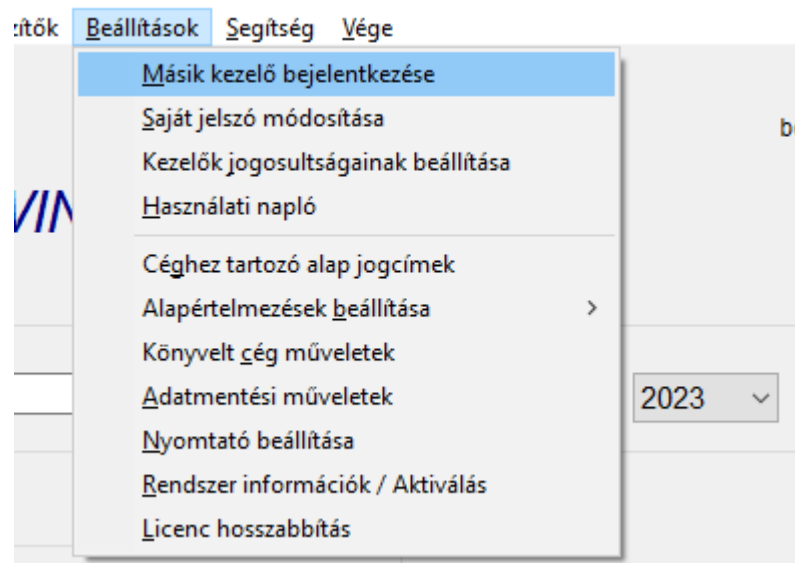 Beállítások Segítség Vége
Másik kezelő bejelentkezése
Saját jelszó módosítása
Kezelők jogosultságainak beállítása
Használati napló
Céghez tartozó alap jogcímek
Alapértelmezések beállítása
Könyvelt cég műveletek
Adatmentési műveletek
2023
Nyomtató beállítása
Rendszer információk / Aktiválás
Licenc hosszabbítás